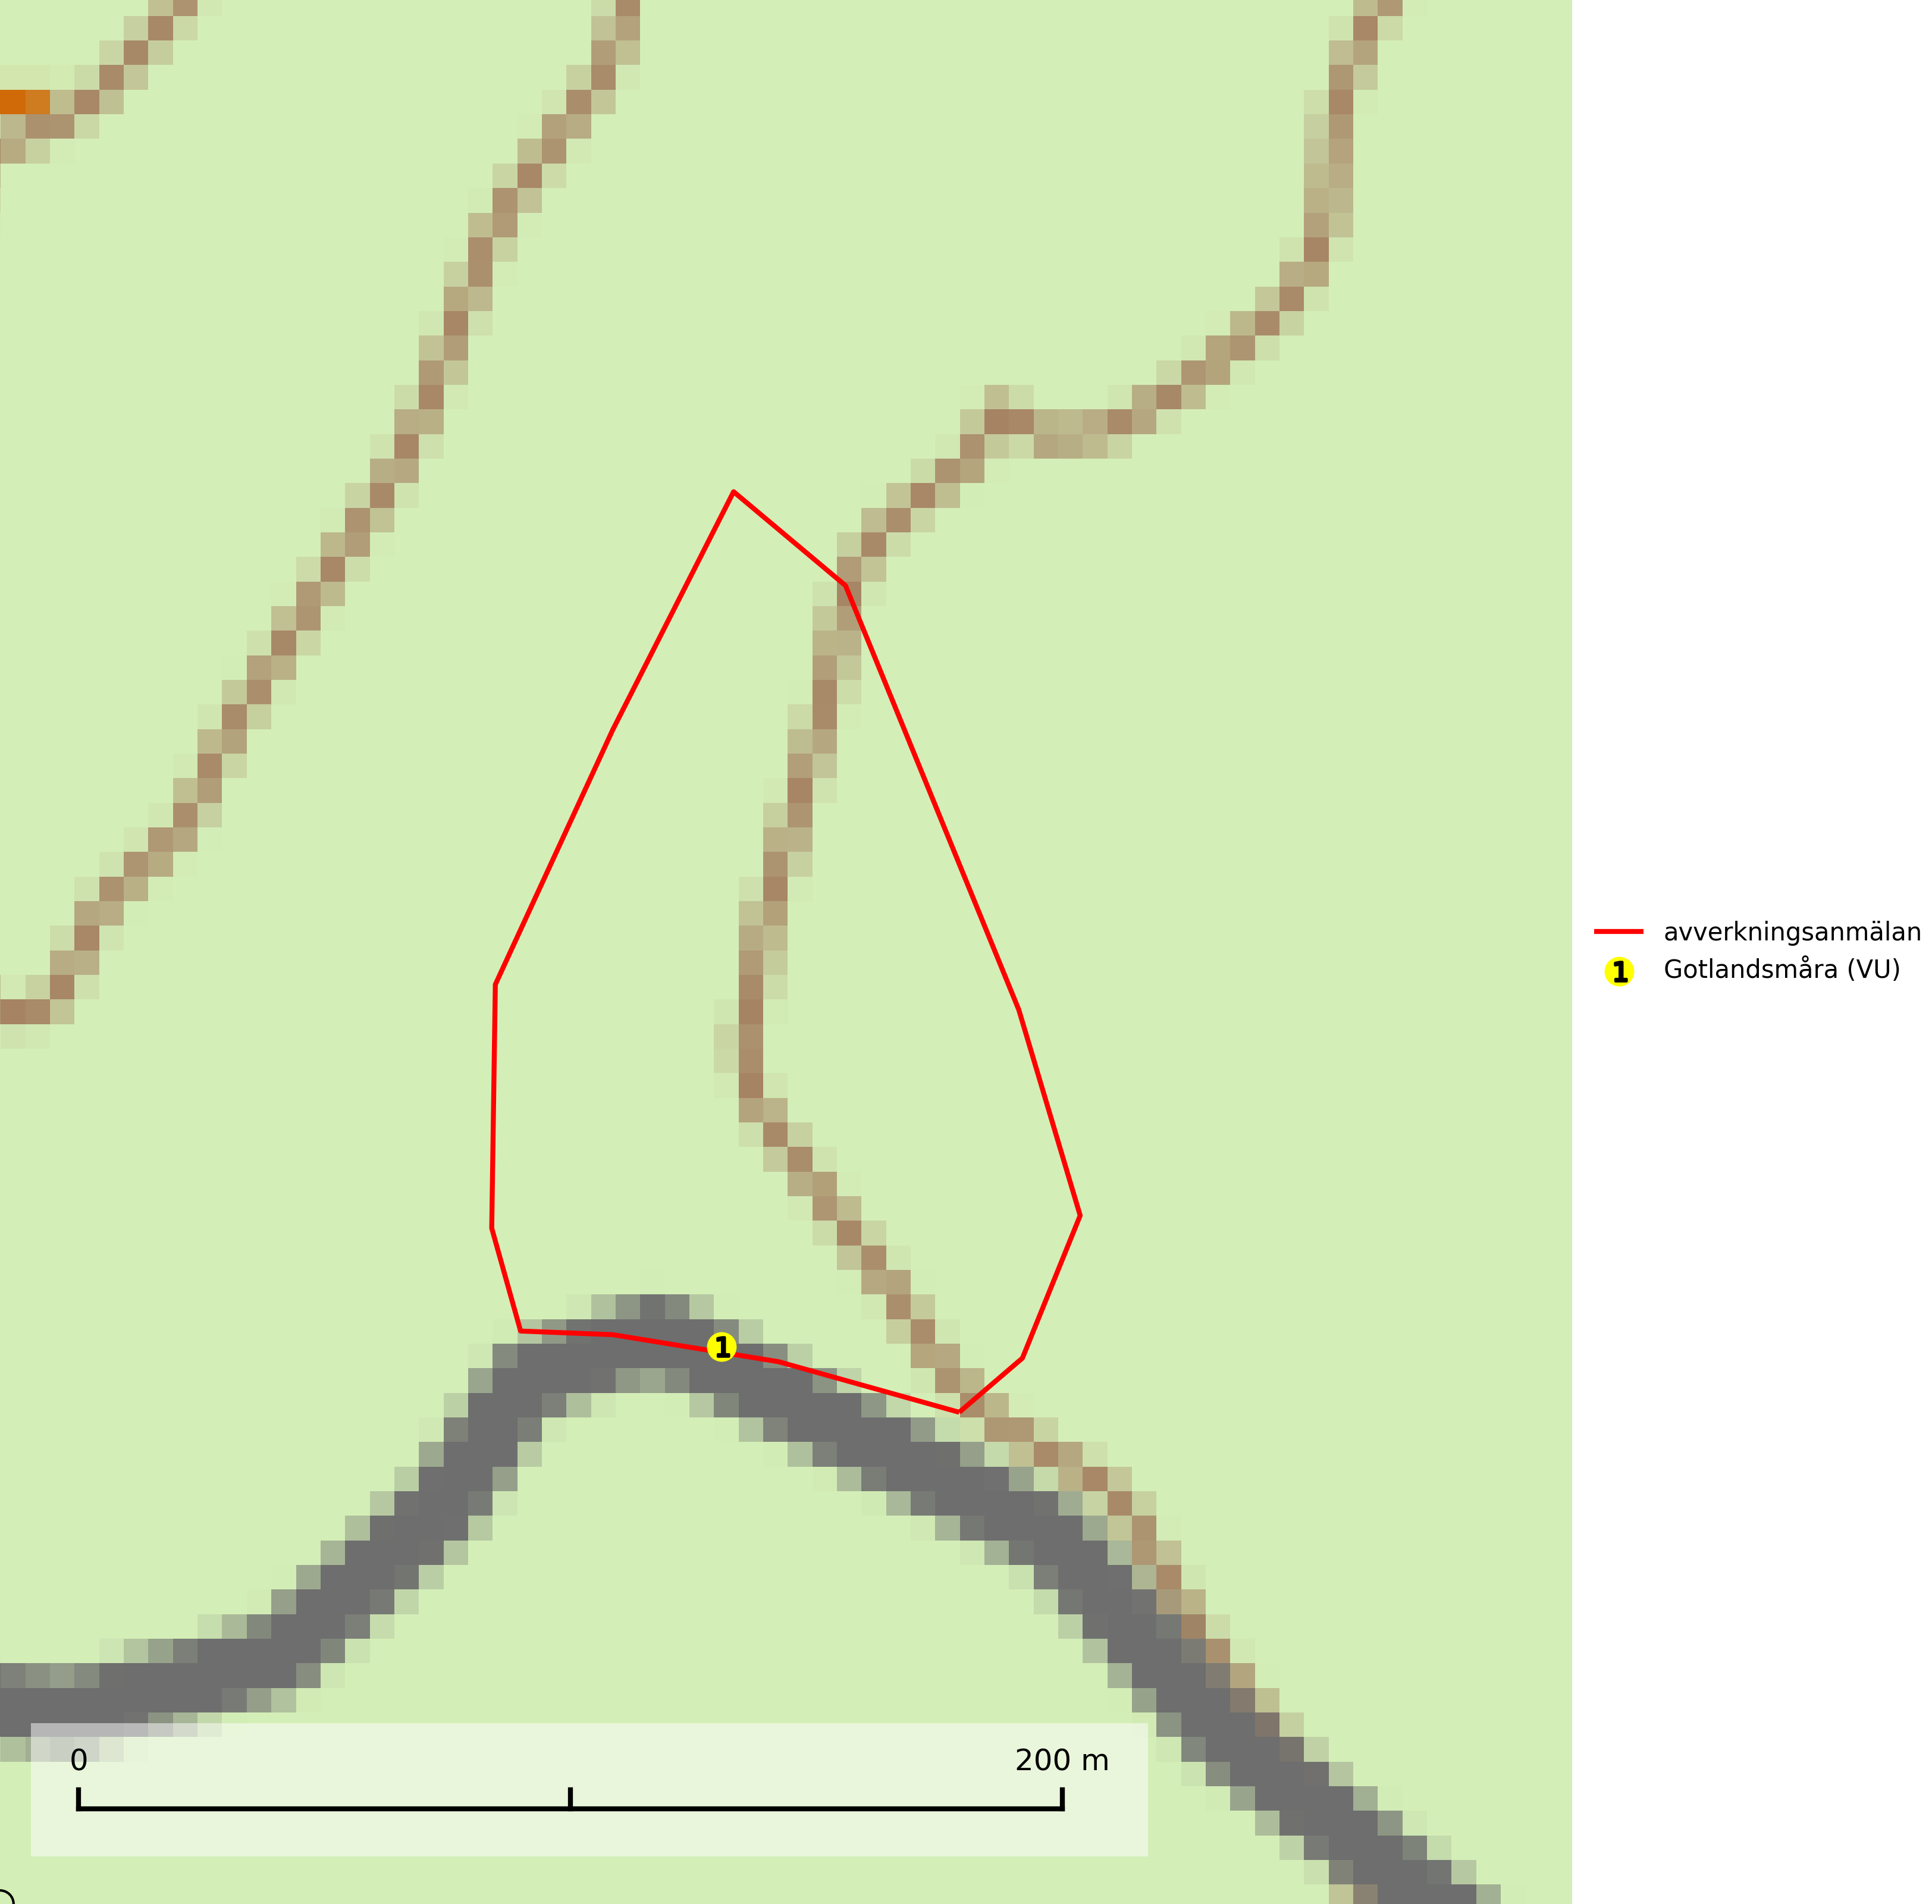 avverkningsanmälan
1 Gotlandsmåra (VU)
1
0 200 m